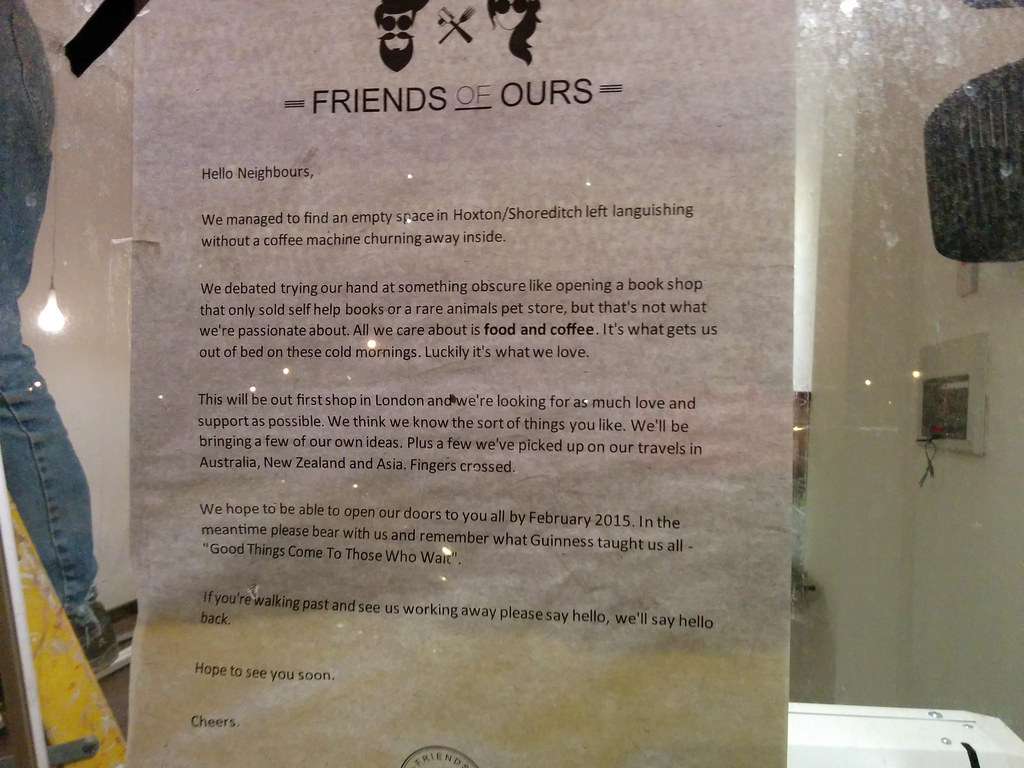 FRIENDS OF OURS
Hello Neighbours,
We managed to find an empty space in Hoxton/Shoreditch left languishing
without a coffee machine churning away inside.
We debated trying our hand at something obscure like opening a book shop
that only sold self help books or a rare animals pet store, but that's not what
we're passionate about. All we care about is food and coffee. It's what gets us
out of bed on these cold mornings. Luckily it's what we love.
This will be out first shop in London and we're looking for as much love and
support as possible. We think we know the sort of things you like. We'll be
bringing a few of our own ideas. Plus a few we've picked up on our travels in
Australia, New Zealand and Asia. Fingers crossed.
We hope to be able to open our doors to you all by February 2015. In the
meantime please bear with us and remember what Guinness taught us all -
"Good Things Come To Those Who Wait".
If you're walking past and see us working away please say hello, we'll say hello
back.
Hope to see you soon.
Cheers.
FRIENDS